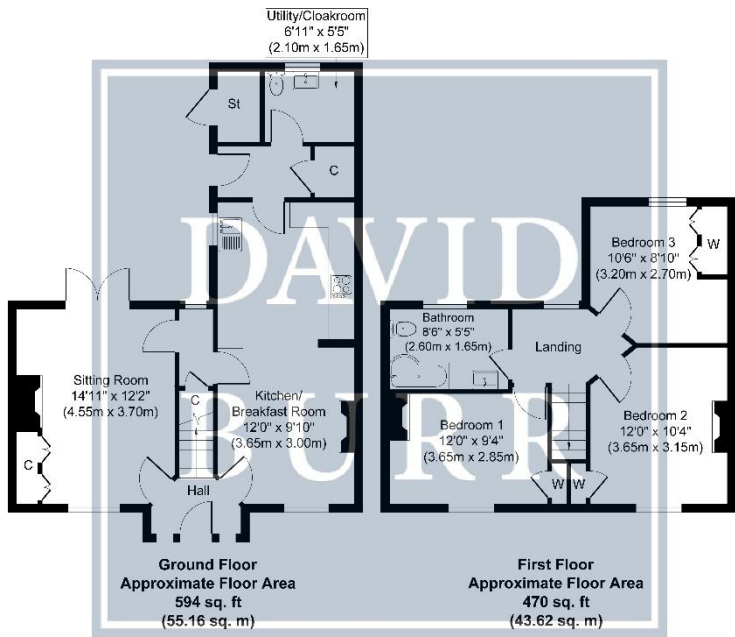 Utility/Cloakroom
6'11" x 5'5"
(2.10m x 1.65m)
St
C
DAVID
BURR
Bedroom 3
10'6" x 8'10"
(3.20m x 2.70m)
W
Bathroom
8'6" x 5'5"
(2.60m x 1.65m)
Landing
Sitting Room
14'11" x 12'2"
(4.55m x 3.70m)
C
C
Kitchen/
Breakfast Room
12'0" x 9'10"
(3.65m x 3.00m)
Hall
Bedroom 1
12'0" x 9'4"
(3.65m x 2.85m)
Bedroom 2
12'0" x 10'4"
(3.65m x 3.15m)
W
W
Ground Floor
Approximate Floor Area
594 sq. ft
(55.16 sq. m)
First Floor
Approximate Floor Area
470 sq. ft
(43.62 sq. m)